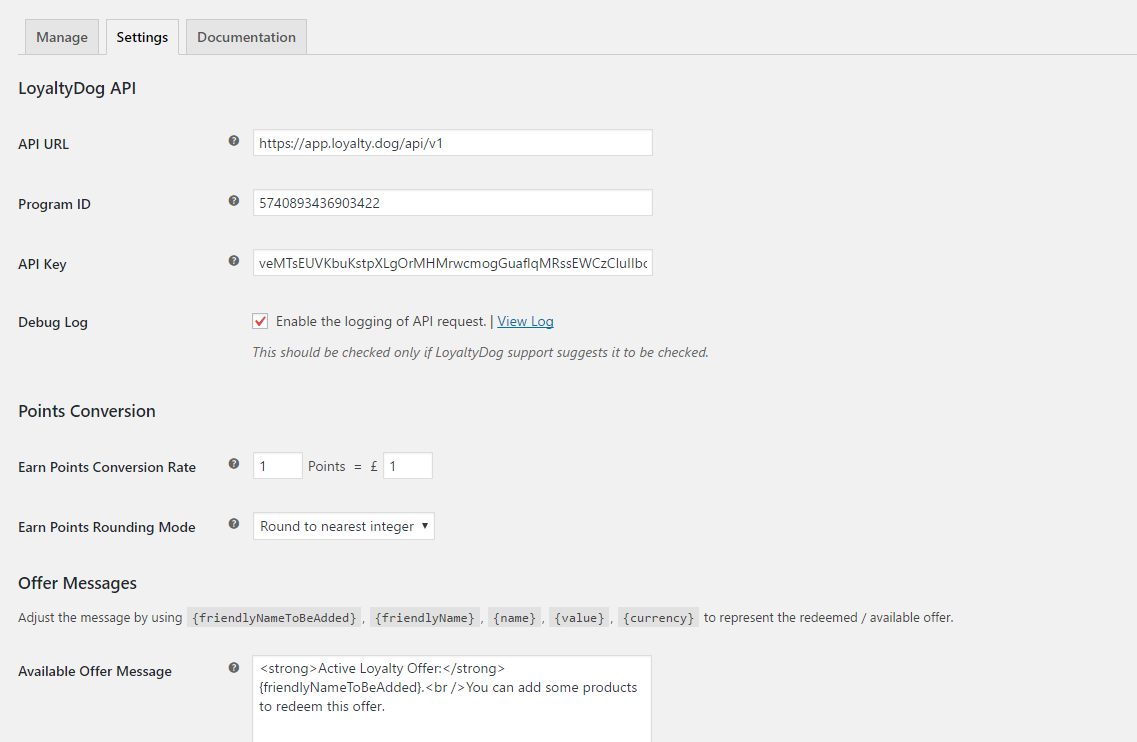 Manage Settings Documentation
LoyaltyDog API
API URL https://app.loyalty.dog/api/v1
Program ID 5740893436903422
API Key
Debug Log Enable the logging of API request. | View Log
This should be checked only if LoyaltyDog support suggests it to be checked.
Points Conversion
Earn Points Conversion Rate 1 Points = £ 1
Earn Points Rounding Mode Round to nearest integer
Offer Messages
Adjust the message by using {friendlyNameToBeAdded}, {friendlyName}, {name}, {value}, {currency} to represent the redeemed / available offer.
Available Offer Message <strong>Active Loyalty Offer:</strong>
{friendlyNameToBeAdded}.<br />You can add some products
to redeem this offer.